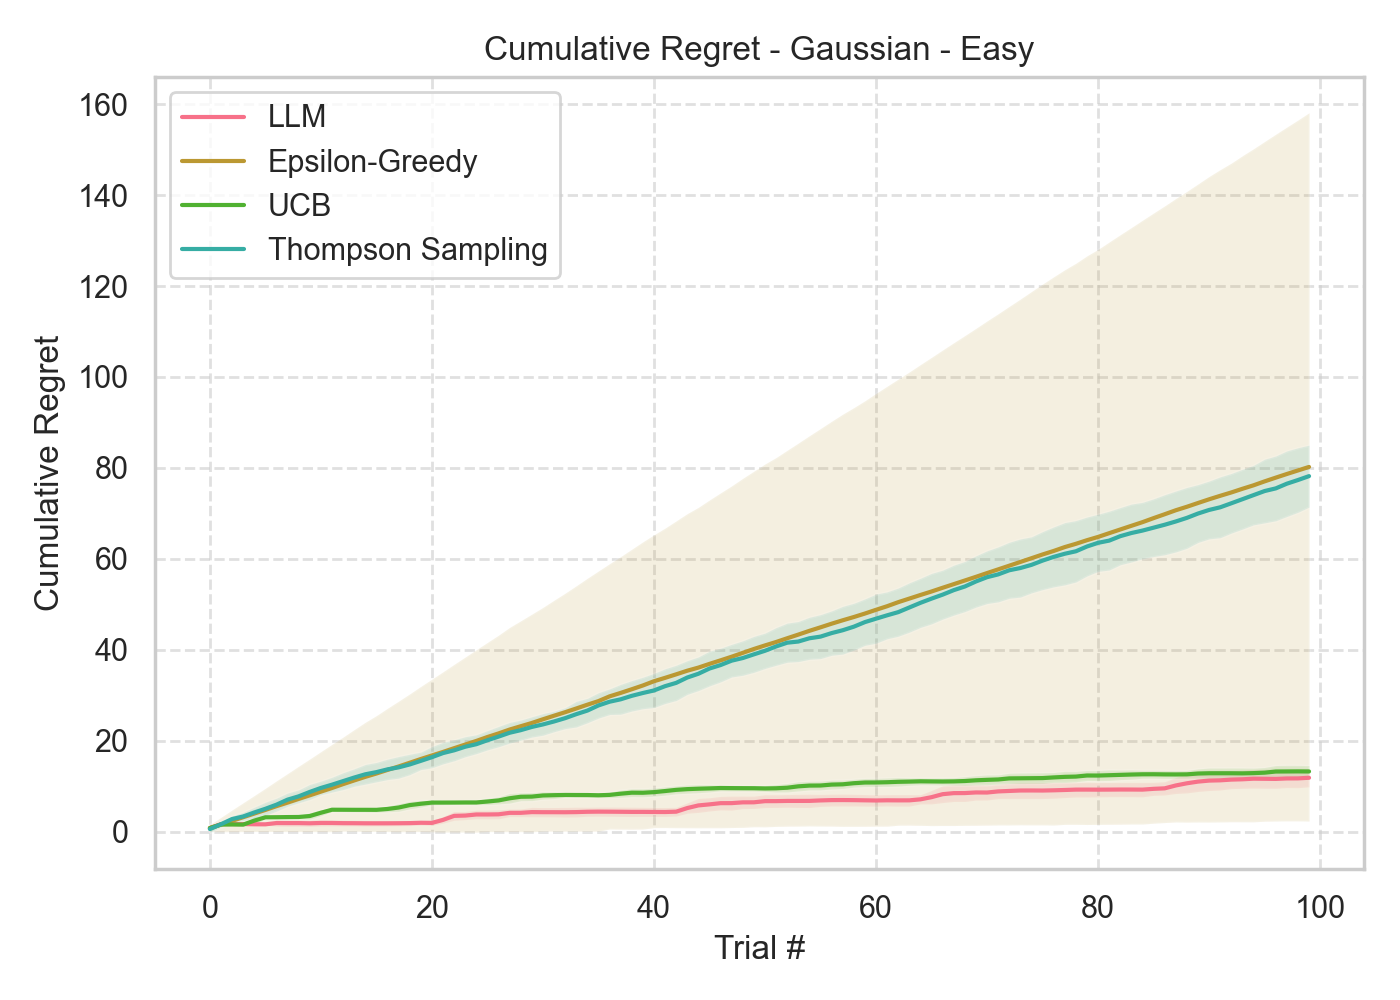 Cumulative Regret - Gaussian - Easy
LLM
Epsilon-Greedy
UCB
Thompson Sampling
Cumulative Regret
160
140
120
100
80
60
40
20
0
0 20 40 60 80 100
Trial #